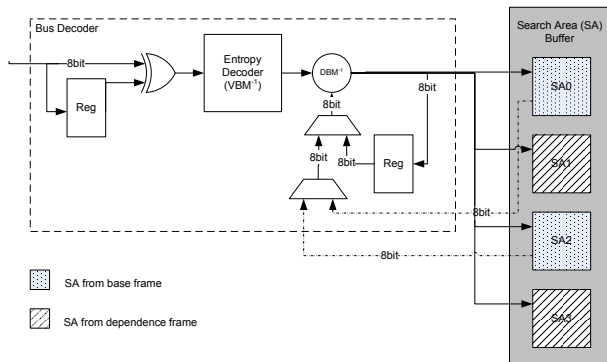 Bus Decoder
Search Area (SA)
Buffer
8bit
Reg
Entropy
Decoder
(VBM⁻¹)
DBM⁻¹
8bit
8bit
8bit
8bit
Reg
8bit
8bit
SA0
SA1
SA2
SA3
SA from base frame
SA from dependence frame